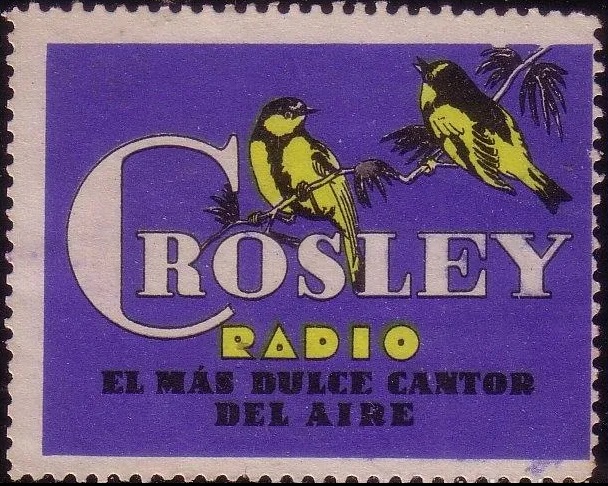 CROSLEY
RADIO
EL MÁS DULCE CANTOR
DEL AIRE